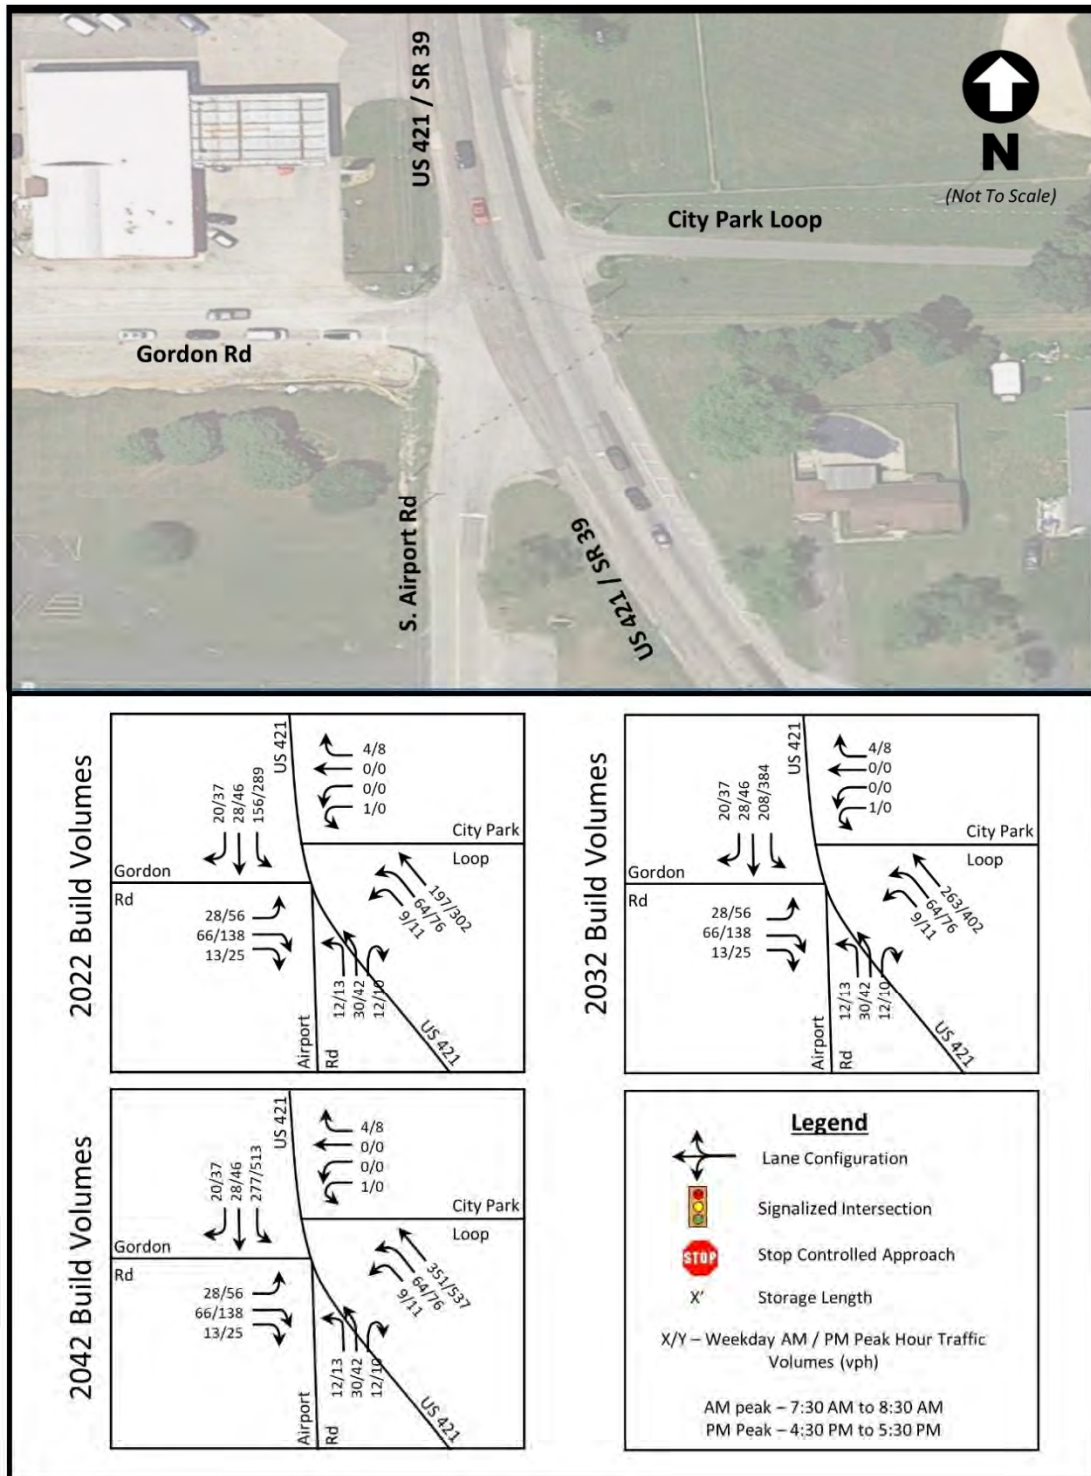 US 421 / SR 39
N
(Not To Scale)
City Park Loop
Gordon Rd
S. Airport Rd
US 421 / SR 39
2022 Build Volumes
US 421
20/37
28/46
156/289
4/8
0/0
0/0
1/0
City Park
Loop
Gordon
Rd
28/56
66/138
13/25
197/302
64/76
9/11
12/13
30/42
12/10
Airport
Rd
US 421
2032 Build Volumes
US 421
20/37
28/46
208/384
4/8
0/0
0/0
1/0
City Park
Loop
Gordon
Rd
28/56
66/138
13/25
263/402
64/76
9/11
12/13
30/42
12/10
Airport
Rd
US 421
2042 Build Volumes
US 421
20/37
28/46
277/513
4/8
0/0
0/0
1/0
City Park
Loop
Gordon
Rd
28/56
66/138
13/25
351/537
64/76
9/11
12/13
30/42
12/10
Airport
Rd
US 421
Legend
Lane Configuration
Signalized Intersection
STOP
Stop Controlled Approach
X'
Storage Length
X/Y – Weekday AM / PM Peak Hour Traffic
Volumes (vph)
AM peak – 7:30 AM to 8:30 AM
PM Peak – 4:30 PM to 5:30 PM